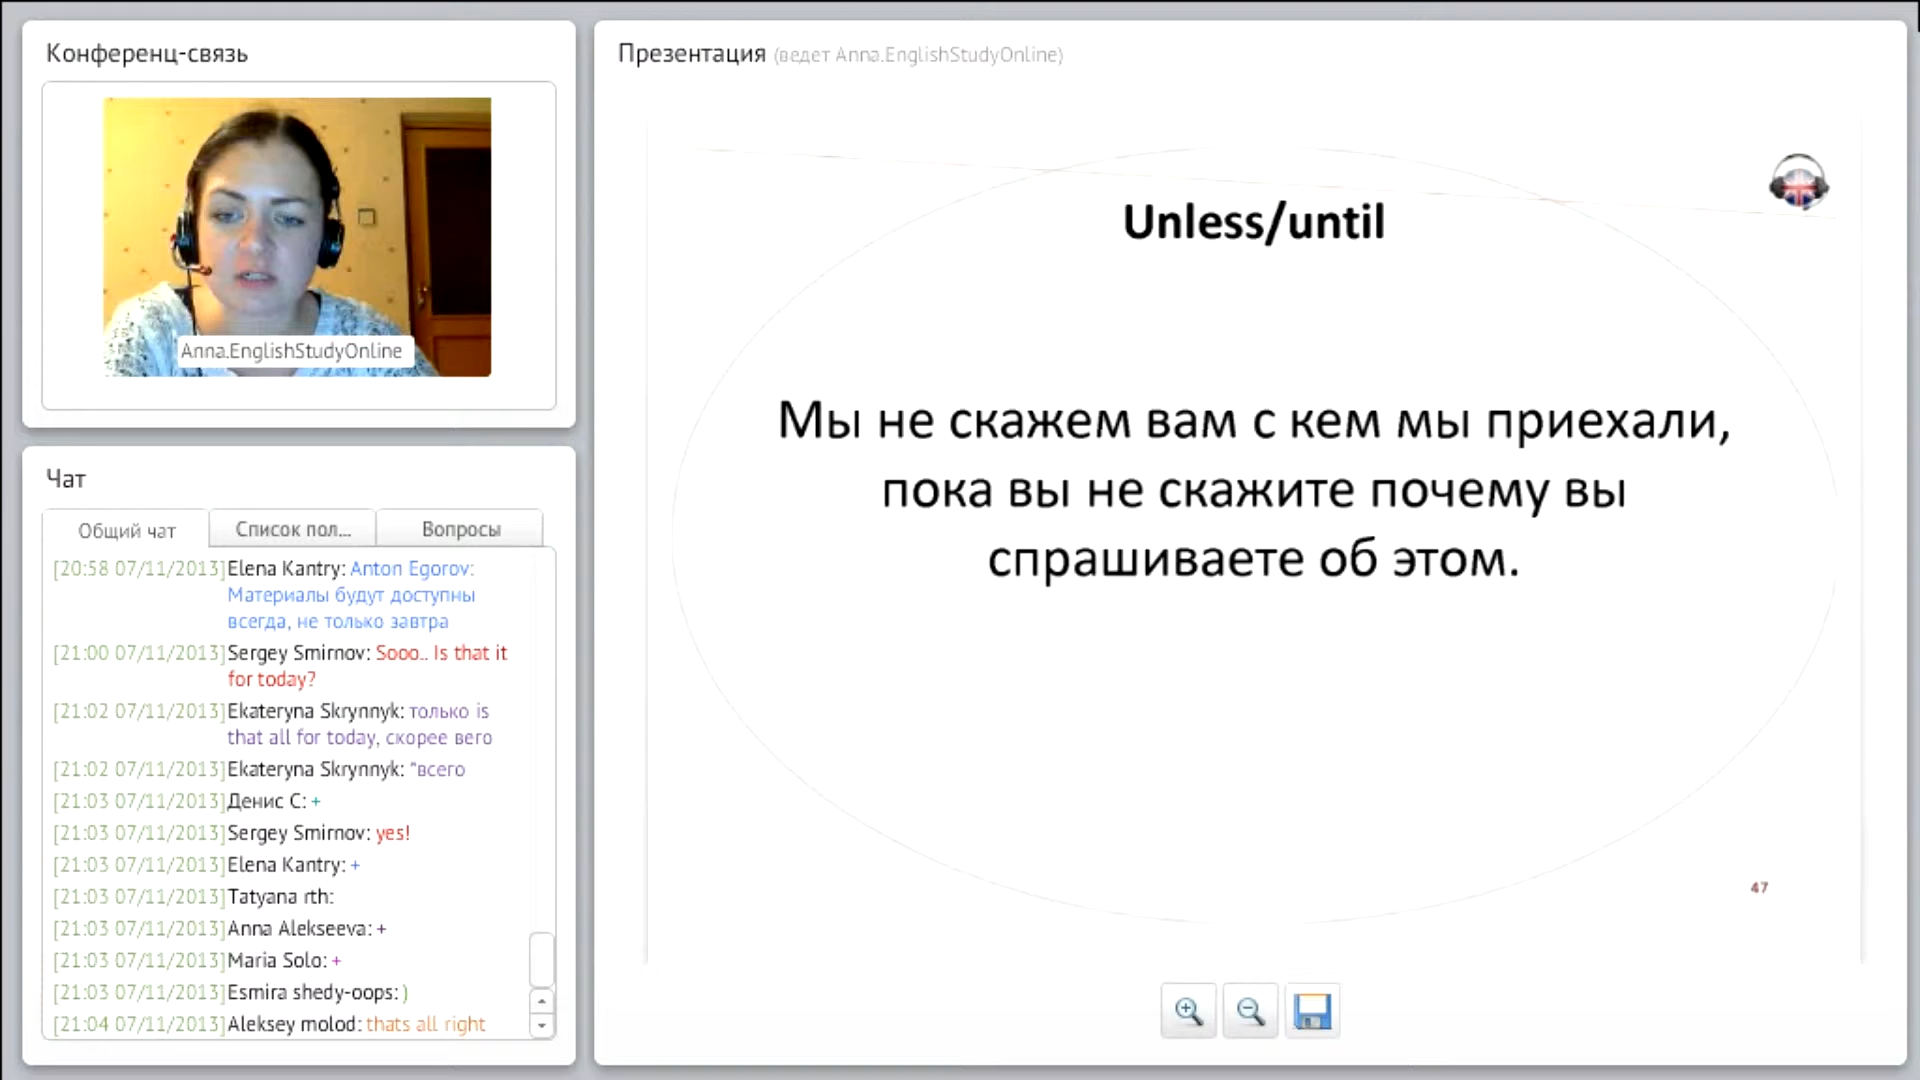 Конференц-связь
Anna.EnglishStudyOnline
Чат
Общий чат
Список пол...
Вопросы
[20:58 07/11/2013]Elena Kantry: Anton Egorov:
Материалы будут доступны
всегда, не только завтра
[21:00 07/11/2013]Sergey Smirnov: Sooo.. Is that it
for today?
[21:02 07/11/2013]Ekateryna Skrynnyk: только is
that all for today, скорее вего
[21:02 07/11/2013]Ekateryna Skrynnyk: *всего
[21:03 07/11/2013]Денис С: +
[21:03 07/11/2013]Sergey Smirnov: yes!
[21:03 07/11/2013]Elena Kantry: +
[21:03 07/11/2013]Tatyana rth:
[21:03 07/11/2013]Anna Alekseeva: +
[21:03 07/11/2013]Maria Solo: +
[21:03 07/11/2013]Esmira shedy-oops: )
[21:04 07/11/2013]Aleksey molod: thats all right
Презентация (ведет Anna.EnglishStudyOnline)
Unless/until
Мы не скажем вам с кем мы приехали,
пока вы не скажите почему вы
спрашиваете об этом.
47